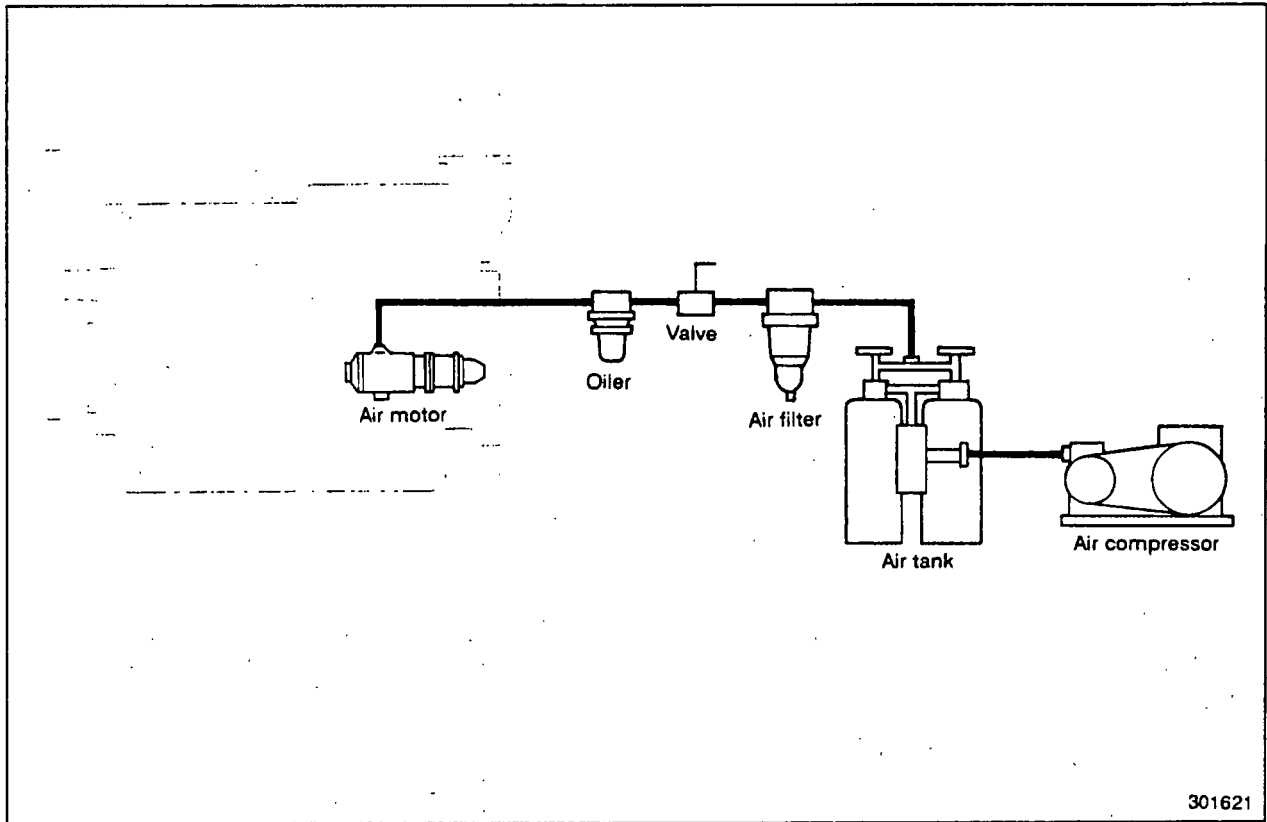 Valve
Oiler
Air motor
Air filter
Air tank
Air compressor
301621